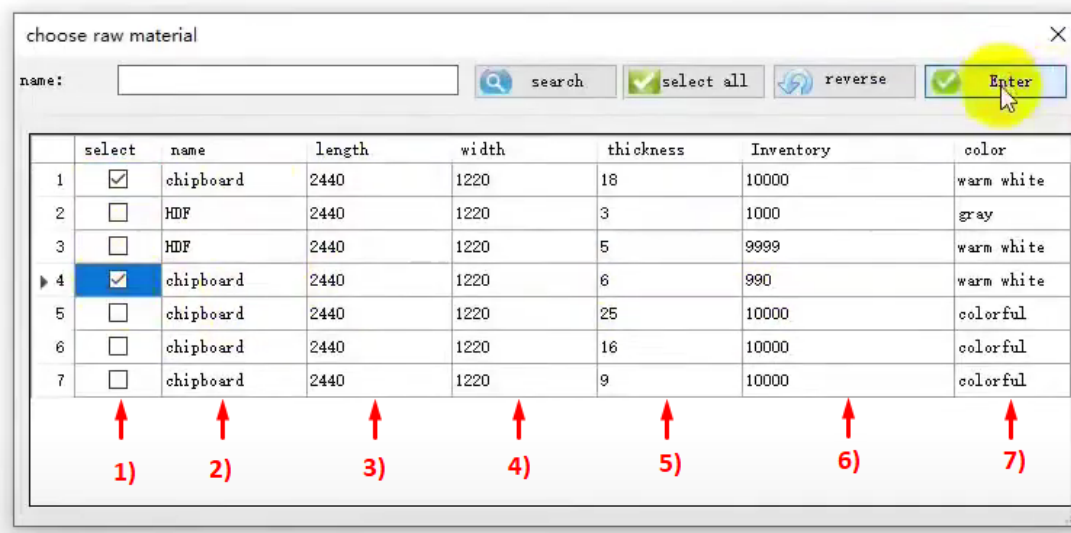 choose raw material
name: search select all reverse Enter
select name length width thickness Inventory color
1 chipboard 2440 1220 18 10000 warm white
2 HDF 2440 1220 3 1000 gray
3 HDF 2440 1220 5 9999 warm white
4 chipboard 2440 1220 6 990 warm white
5 chipboard 2440 1220 25 10000 colorful
6 chipboard 2440 1220 16 10000 colorful
7 chipboard 2440 1220 9 10000 colorful
1) 2) 3) 4) 5) 6) 7)